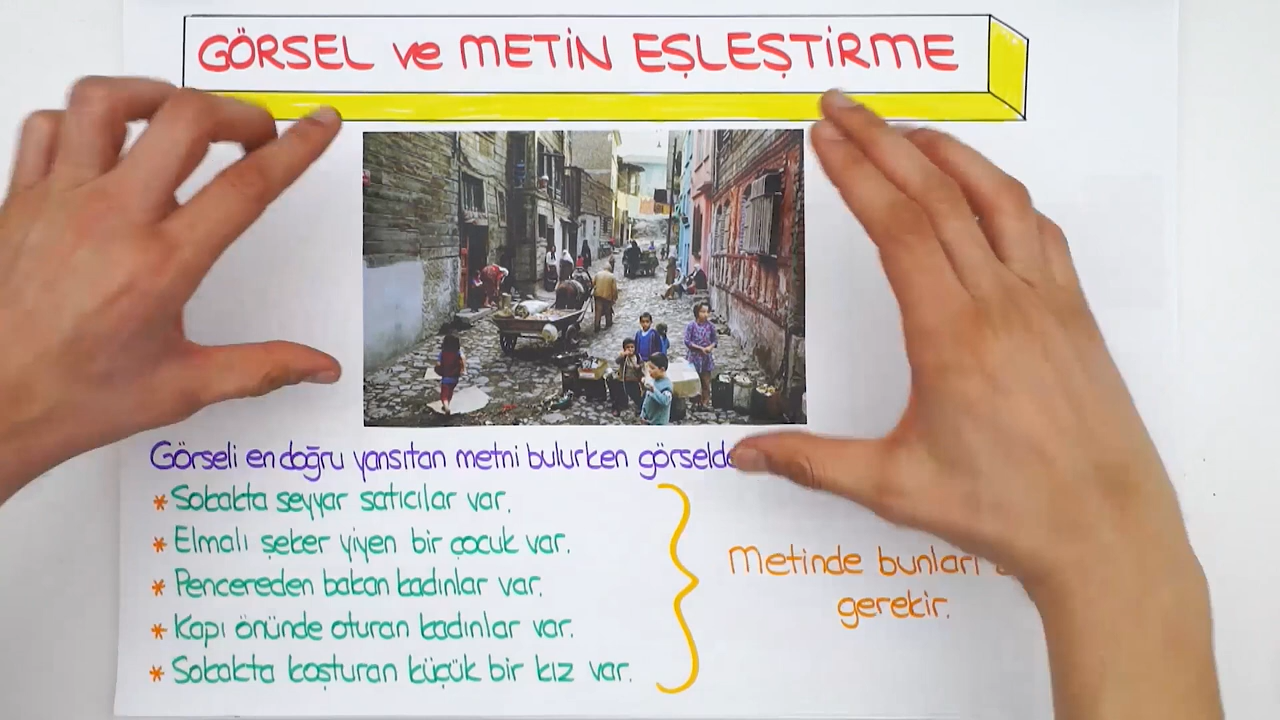 GÖRSEL ve METİN EŞLEŞTİRME
Görseli en doğru yansıtan metni bulurken görselde
* Sokakta seyyar satıcılar var.
* Elmalı şeker yiyen bir çocuk var.
* Pencereden bakan kadınlar var.
* Kapı önünde oturan kadınlar var.
* Sokakta koşturan küçük bir kız var.
Metinde bunları
gerekir.